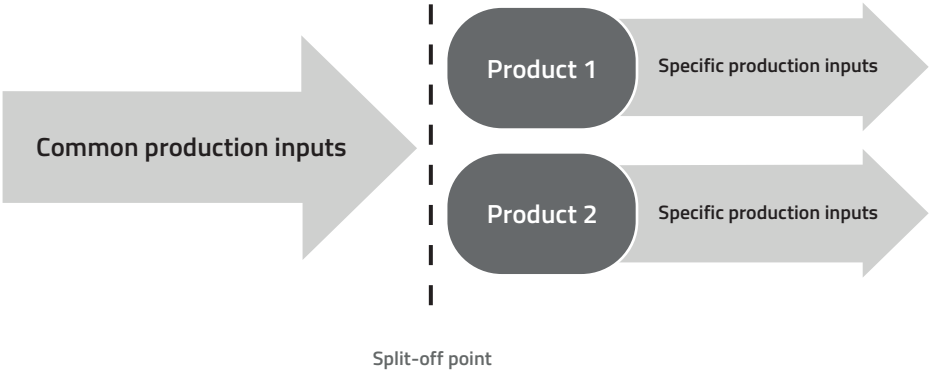 Product 1
Specific production inputs
Common production inputs
Product 2
Specific production inputs
Split-off point